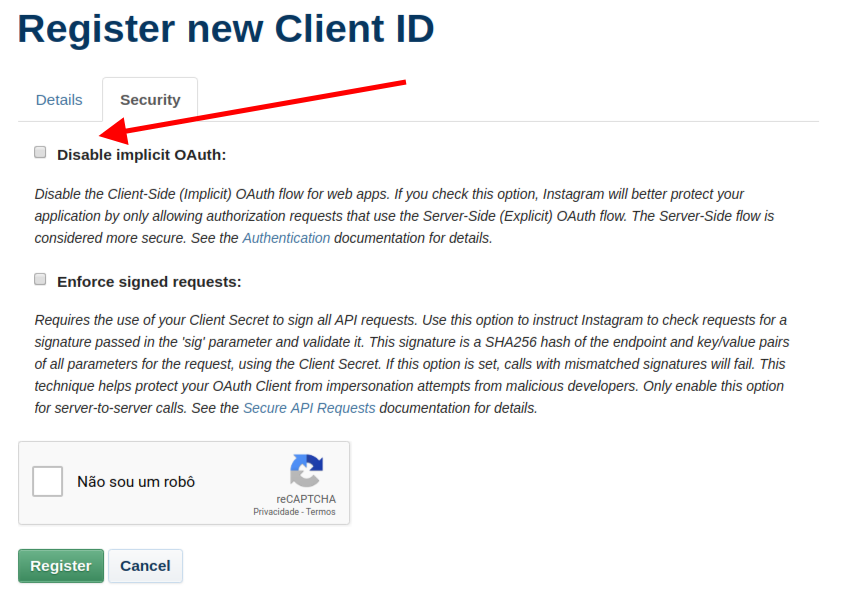 Register new Client ID
Details Security
Disable implicit OAuth:
Disable the Client-Side (Implicit) OAuth flow for web apps. If you check this option, Instagram will better protect your
application by only allowing authorization requests that use the Server-Side (Explicit) OAuth flow. The Server-Side flow is
considered more secure. See the Authentication documentation for details.
Enforce signed requests:
Requires the use of your Client Secret to sign all API requests. Use this option to instruct Instagram to check requests for a
signature passed in the 'sig' parameter and validate it. This signature is a SHA256 hash of the endpoint and key/value pairs
of all parameters for the request, using the Client Secret. If this option is set, calls with mismatched signatures will fail. This
technique helps protect your OAuth Client from impersonation attempts from malicious developers. Only enable this option
for server-to-server calls. See the Secure API Requests documentation for details.
Não sou um robô
reCAPTCHA
Privacidade - Termos
Register Cancel